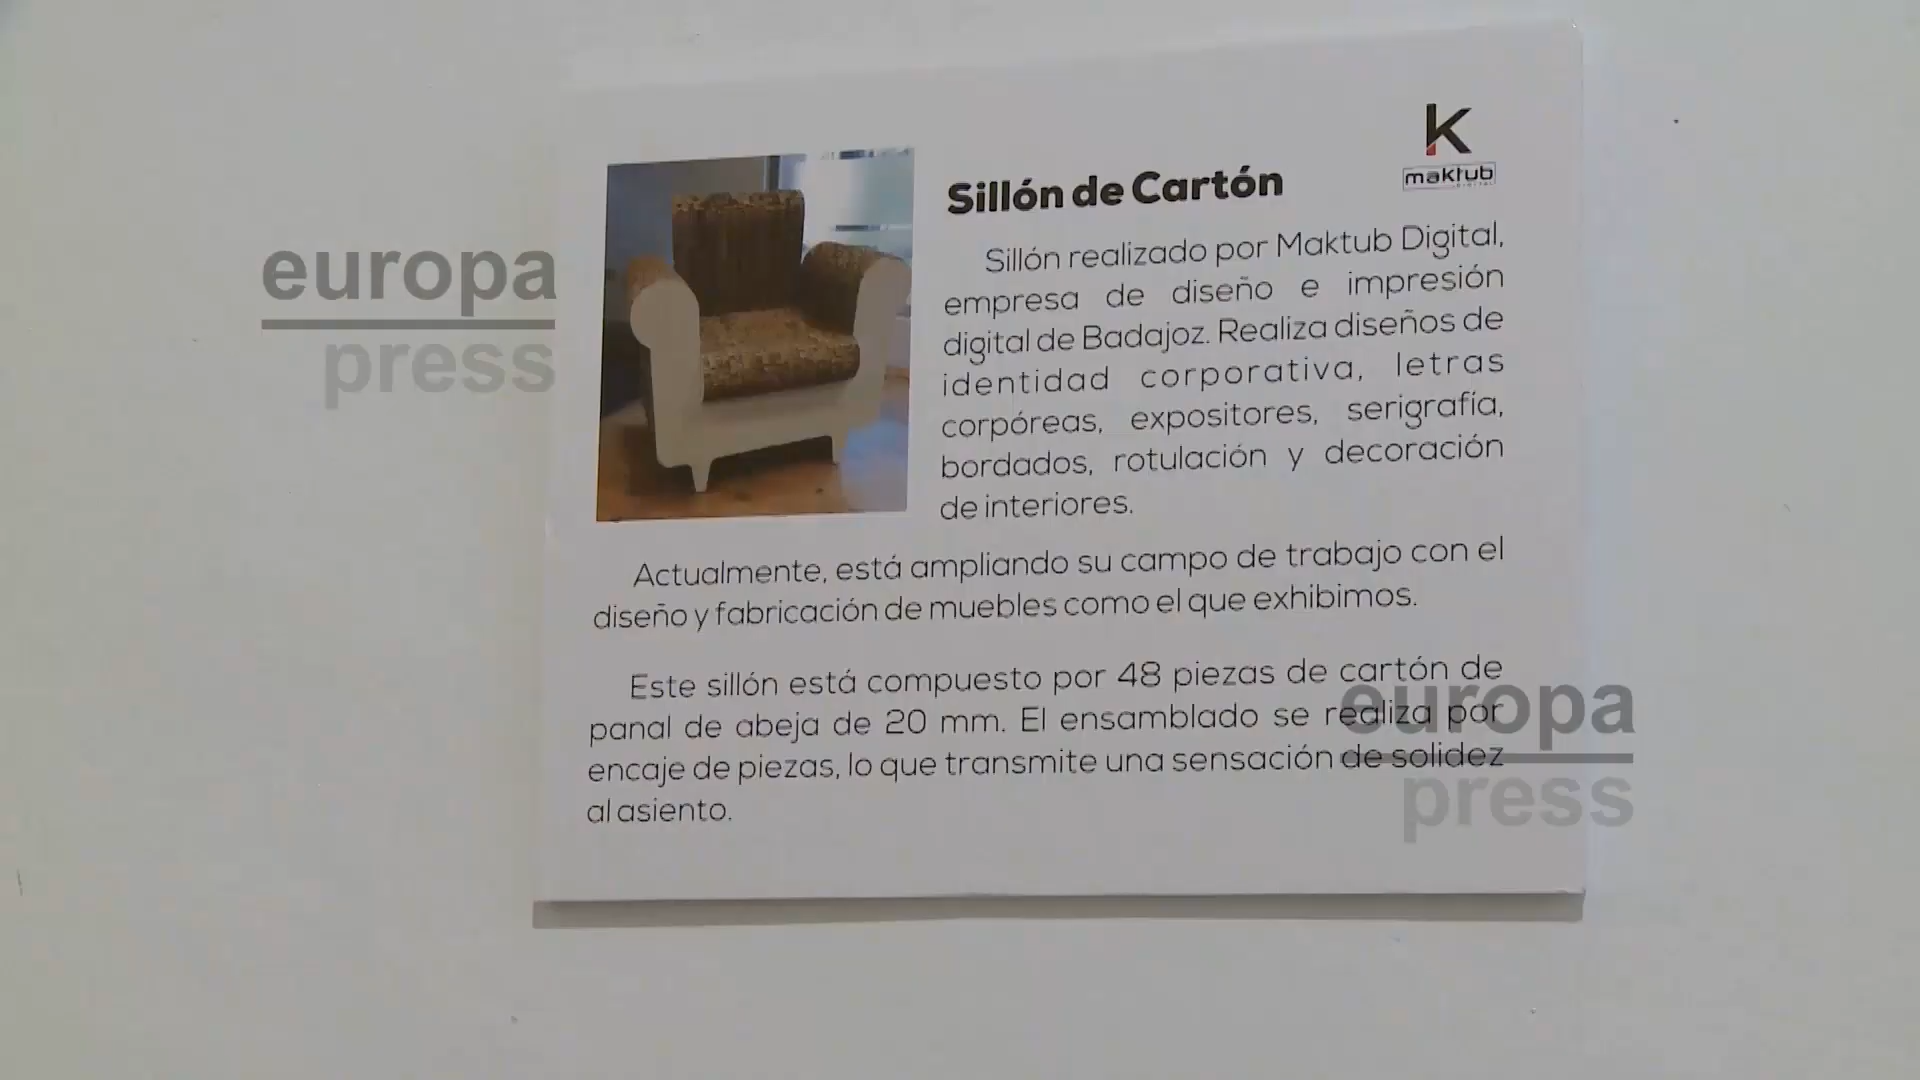 K
maktub
DIGITAL
Sillón de Cartón
Sillón realizado por Maktub Digital,
empresa de diseño e impresión
digital de Badajoz. Realiza diseños de
identidad corporativa, letras
corpóreas, expositores, serigrafía,
bordados, rotulación y decoración
de interiores.
Actualmente, está ampliando su campo de trabajo con el
diseño y fabricación de muebles como el que exhibimos.
Este sillón está compuesto por 48 piezas de cartón de
panal de abeja de 20 mm. El ensamblado se realiza por
encaje de piezas, lo que transmite una sensación de solidez
al asiento.
europa
press
europa
press